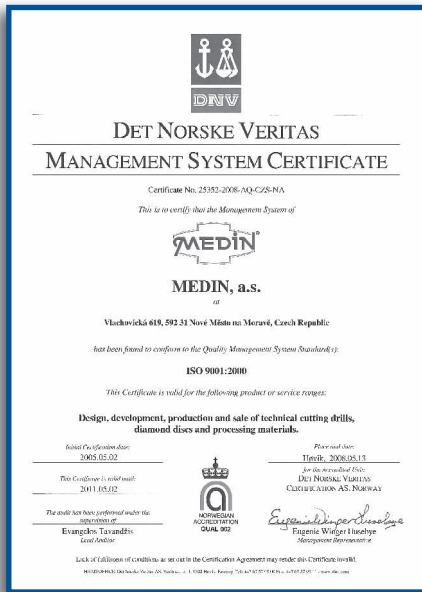 DNV
DET NORSKE VERITAS
MANAGEMENT SYSTEM CERTIFICATE
Certificate No. 25352-2008-AQ-CZS-NA
This is to certify that the Management System of
MEDIN®
MEDIN, a.s.
at
Vlachovická 619, 592 31 Nové Město na Moravě, Czech Republic
has been found to conform to the Quality Management System Standard(s):
ISO 9001:2000
This Certificate is valid for the following product or service ranges:
Design, development, production and sale of technical cutting drills,
diamond discs and processing materials.
Initial Certification date:
2005.05.02
This Certificate is valid until:
2011.05.02
The audit has been performed under the
supervision of
Evangelos Tavandžis
Lead Auditor
NORWEGIAN
ACCREDITATION
QUAL 002
Place and date:
Høvik, 2008.05.13
for the Accredited Unit:
DET NORSKE VERITAS
CERTIFICATION AS, NORWAY
Eugenie Winger Husebye
Eugenie Winger Husebye
Management Representative
Lack of fulfilment of conditions as set out in the Certification Agreement may render this Certificate invalid.